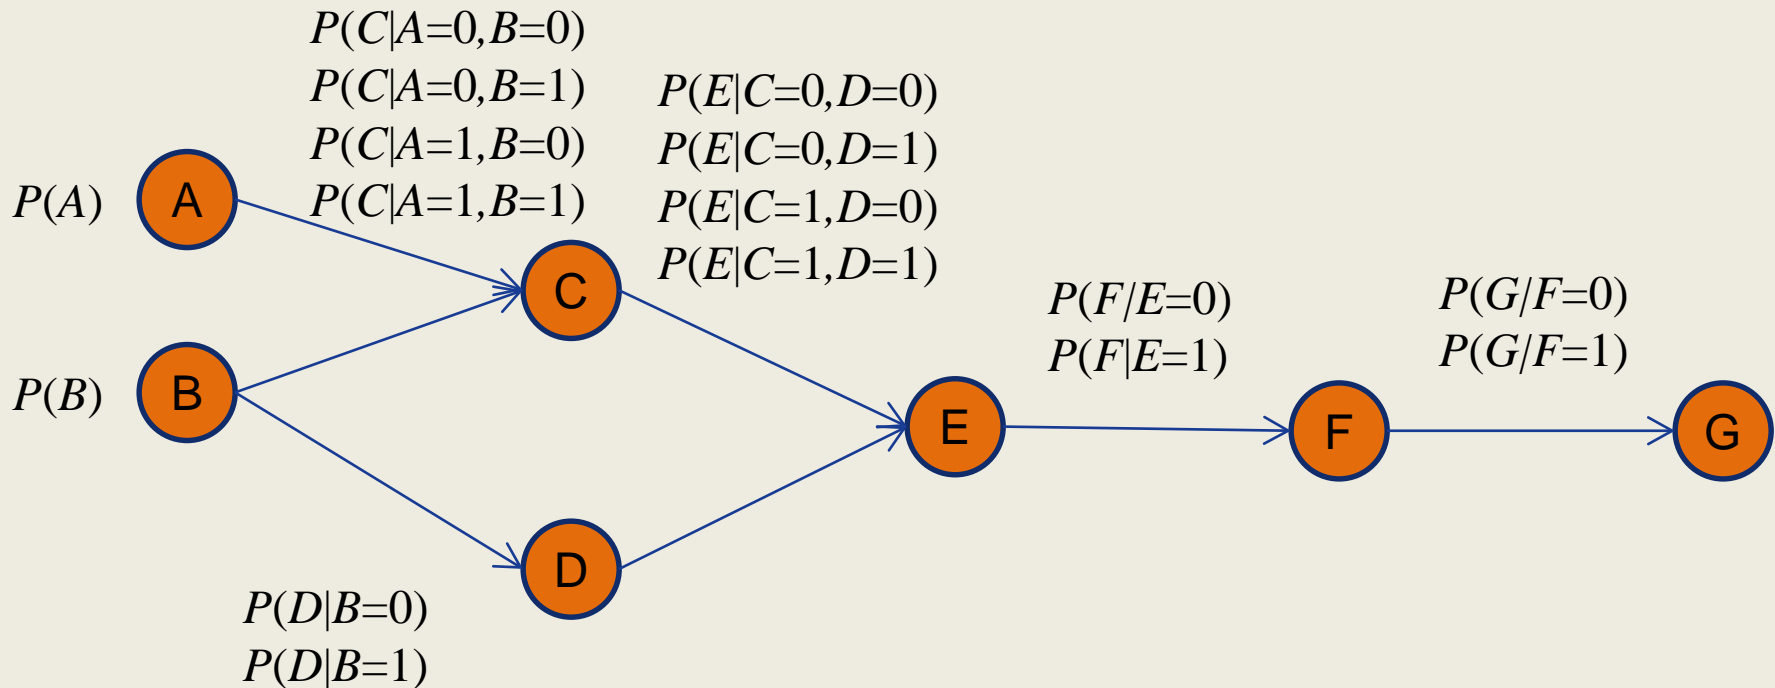 P(C|A=0,B=0)
P(C|A=0,B=1)
P(C|A=1,B=0)
P(C|A=1,B=1)
P(E|C=0,D=0)
P(E|C=0,D=1)
P(E|C=1,D=0)
P(E|C=1,D=1)
P(A)
A
C
P(F/E=0)
P(F|E=1)
P(G/F=0)
P(G/F=1)
P(B)
B
E
F
G
D
P(D|B=0)
P(D|B=1)